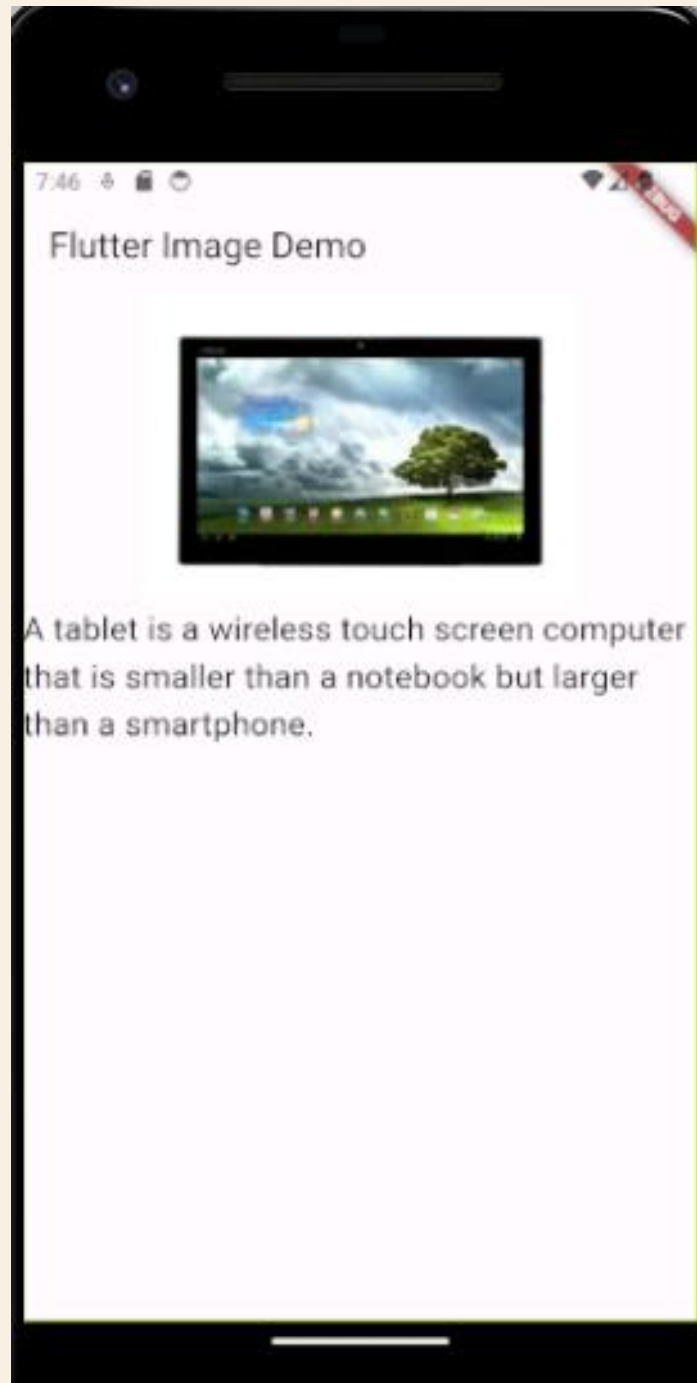 7:46
Flutter Image Demo
A tablet is a wireless touch screen computer
that is smaller than a notebook but larger
than a smartphone.